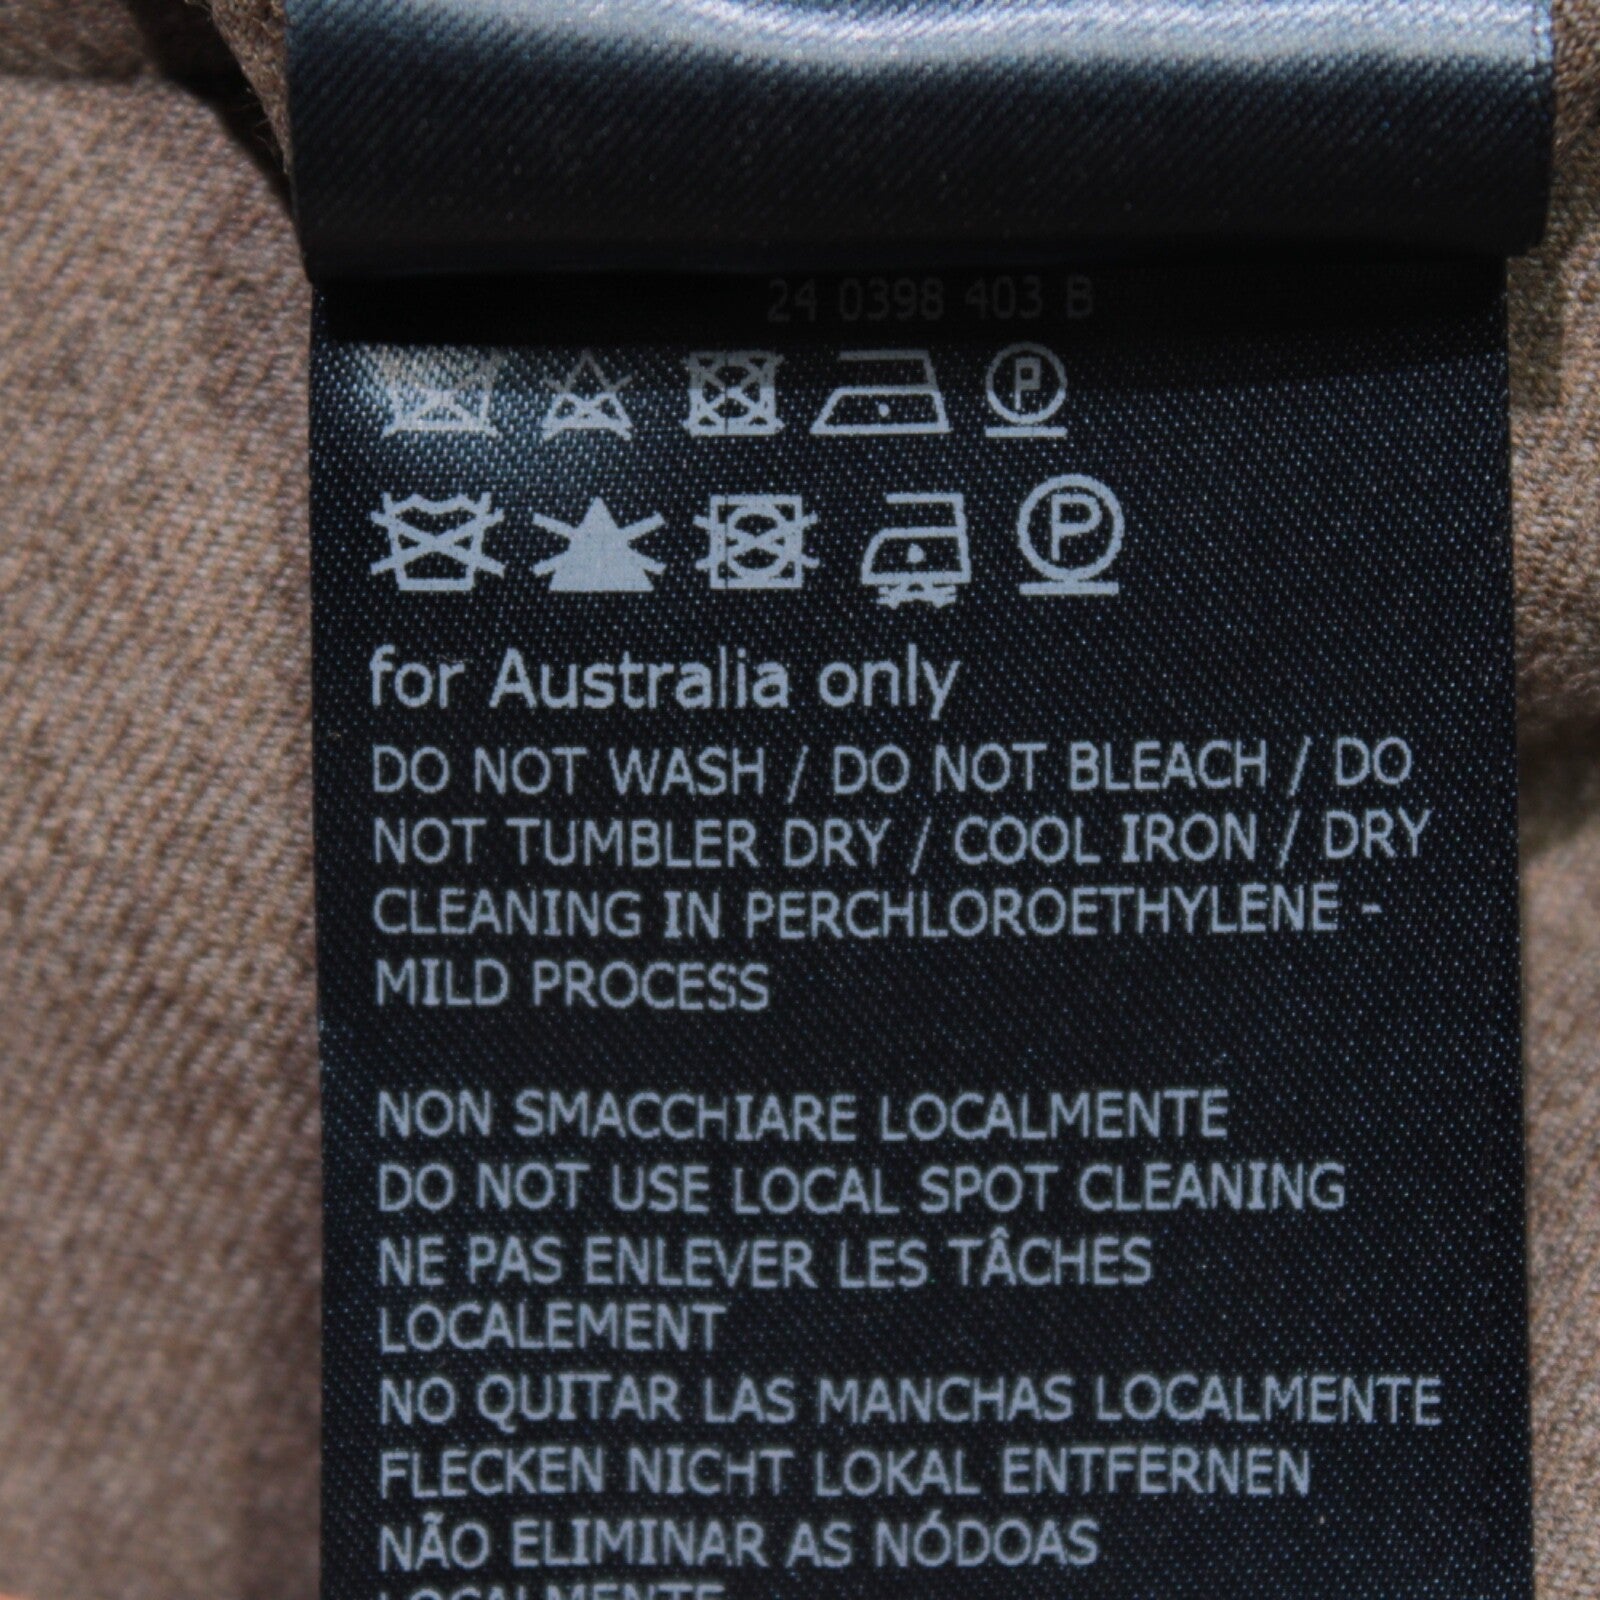 24 0398 403 B
P
P
for Australia only
DO NOT WASH / DO NOT BLEACH / DO
NOT TUMBLER DRY / COOL IRON / DRY
CLEANING IN PERCHLOROETHYLENE -
MILD PROCESS
NON SMACCHIARE LOCALMENTE
DO NOT USE LOCAL SPOT CLEANING
NE PAS ENLEVER LES TÂCHES
LOCALEMENT
NO QUITAR LAS MANCHAS LOCALMENTE
FLECKEN NICHT LOKAL ENTFERNEN
NÃO ELIMINAR AS NÓDOAS
LOCALMENTE